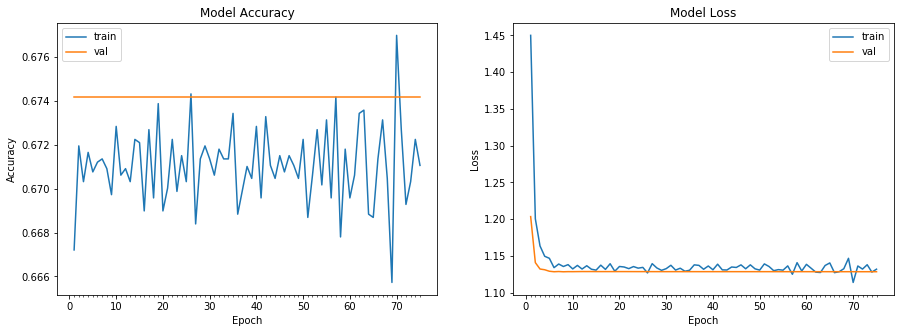 Model Accuracy
train
val
0.676
0.674
0.672
0.670
0.668
0.666
Accuracy
0 10 20 30 40 50 60 70
Epoch
Model Loss
train
val
1.45
1.40
1.35
1.30
1.25
1.20
1.15
1.10
Loss
0 10 20 30 40 50 60 70
Epoch